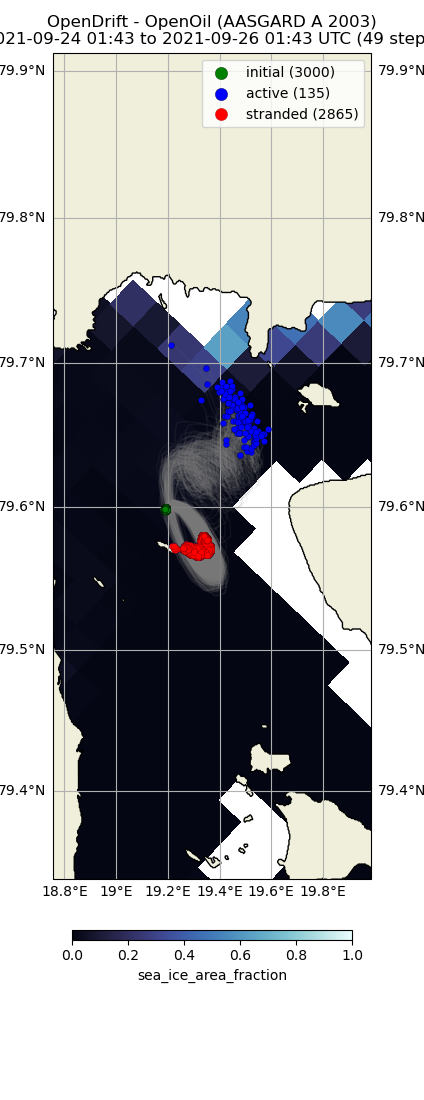 OpenDrift - OpenOil (AASGARD A 2003)
021-09-24 01:43 to 2021-09-26 01:43 UTC (49 step
initial (3000)
active (135)
stranded (2865)
79.9°N 79.9°N
79.8°N 79.8°N
79.7°N 79.7°N
79.6°N 79.6°N
79.5°N 79.5°N
79.4°N 79.4°N
18.8°E 19°E 19.2°E 19.4°E 19.6°E 19.8°E
0.0 0.2 0.4 0.6 0.8 1.0
sea_ice_area_fraction